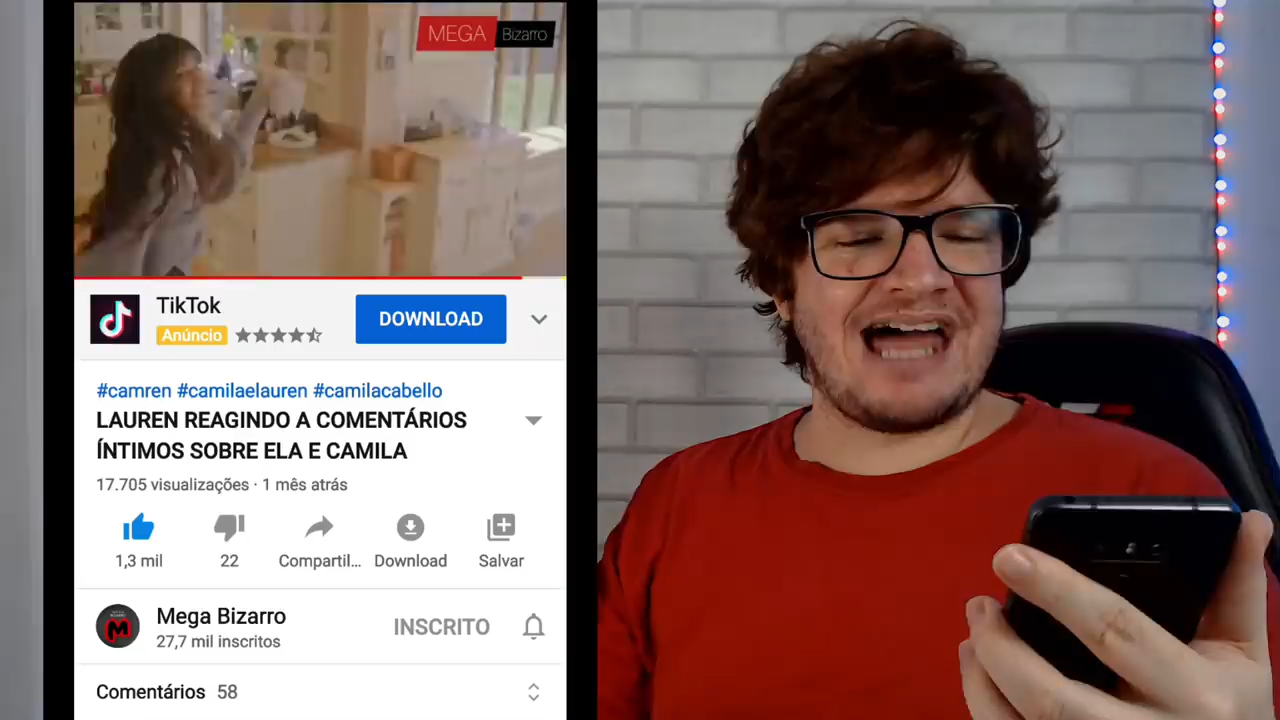 MEGA Bizarro
TikTok
Anúncio
DOWNLOAD
#camren #camilaelauren #camilacabello
LAUREN REAGINDO A COMENTÁRIOS
ÍNTIMOS SOBRE ELA E CAMILA
17.705 visualizações · 1 mês atrás
1,3 mil
22
Compartil...
Download
Salvar
Mega Bizarro
27,7 mil inscritos
INSCRITO
Comentários 58